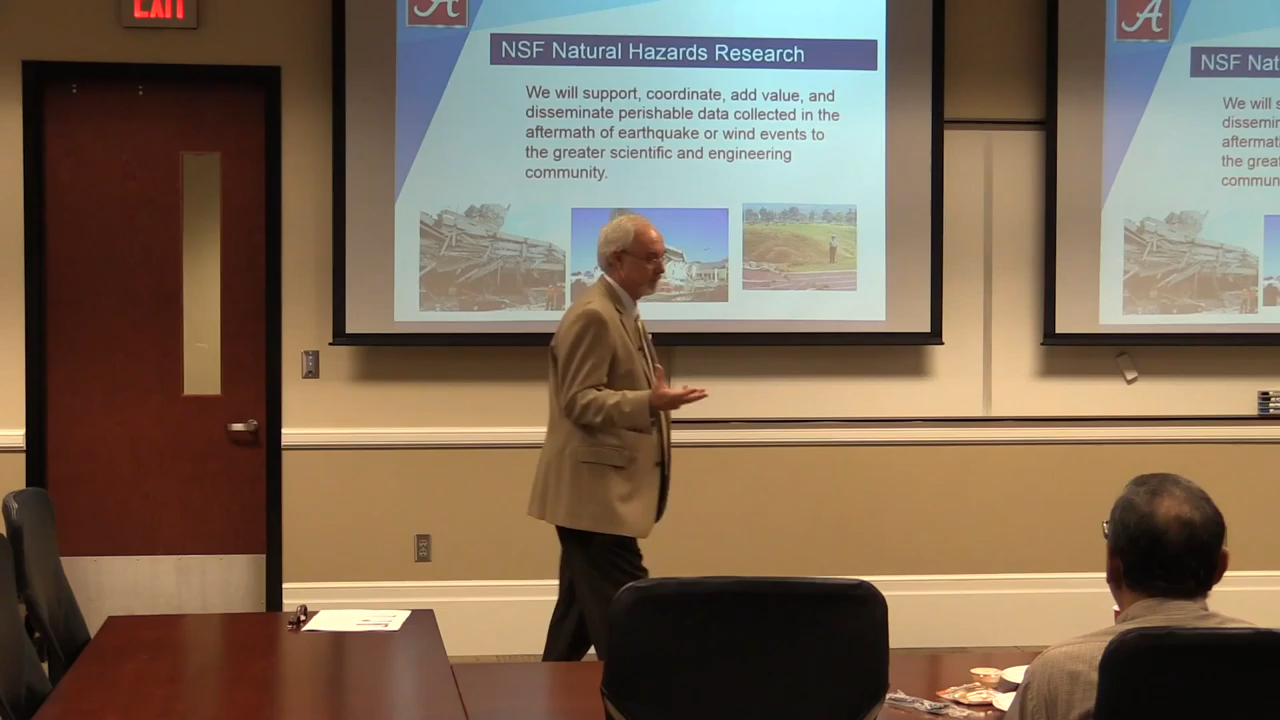 EXIT
A
NSF Natural Hazards Research
We will support, coordinate, add value, and
disseminate perishable data collected in the
aftermath of earthquake or wind events to
the greater scientific and engineering
community.
A
NSF Nat
We will s
dissemin
aftermat
the grea
commun